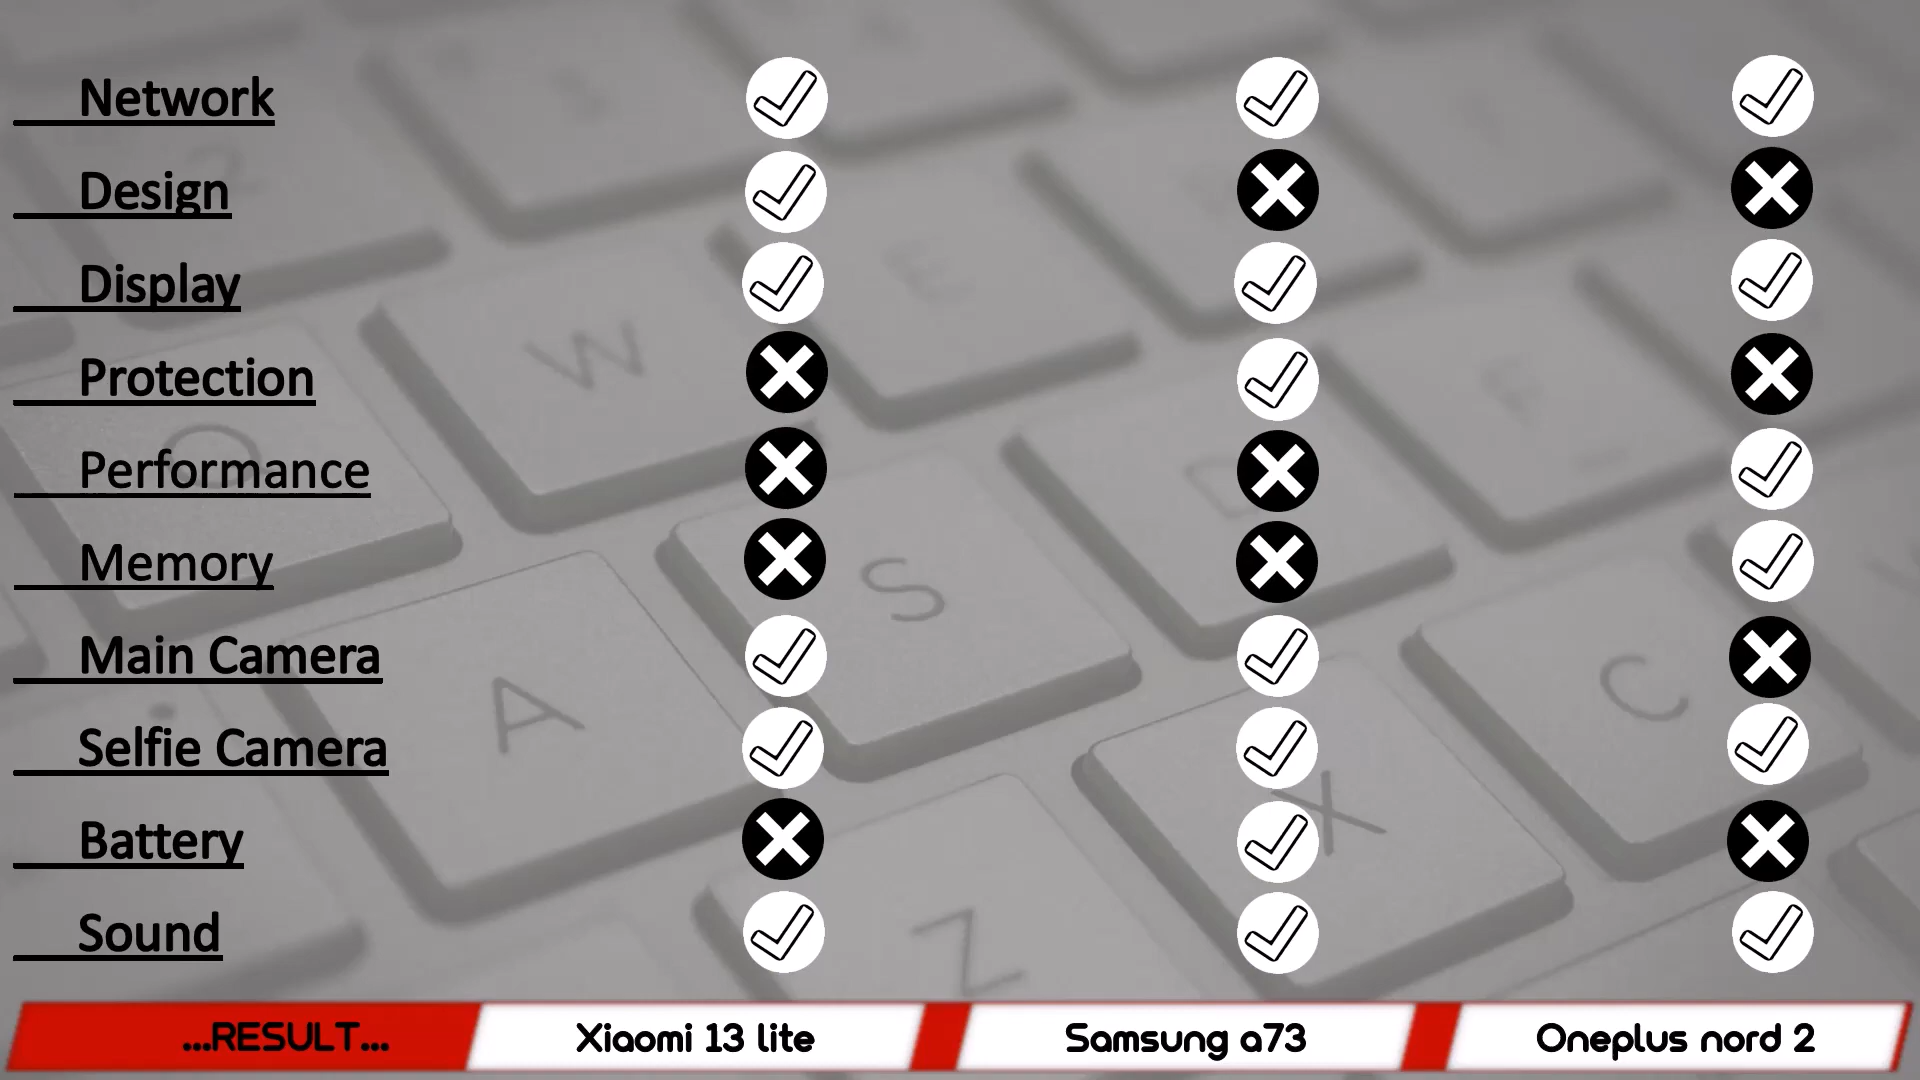 Network
Design
Display
Protection
Performance
Memory
Main Camera
Selfie Camera
Battery
Sound
...RESULT... Xiaomi 13 lite Samsung a73 Oneplus nord 2
W
A
S
Z
X
C